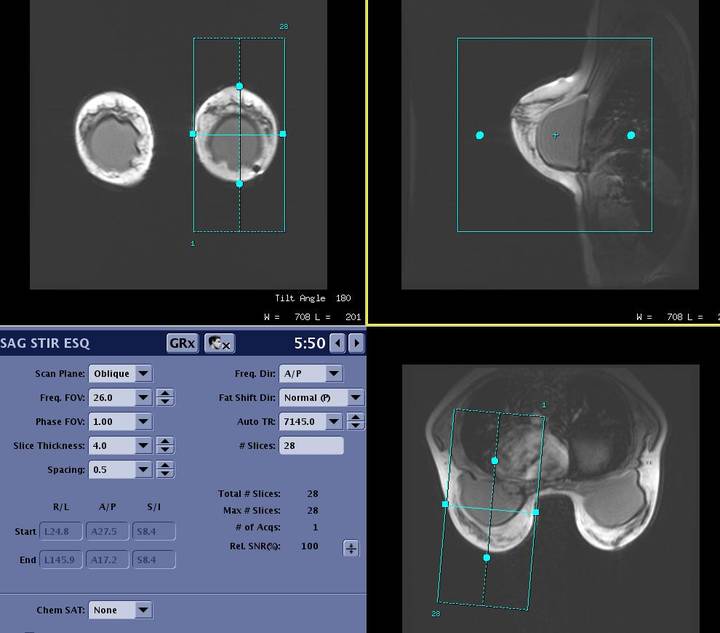 28
1
Tilt Angle 180
W = 708 L = 201
W = 708 L =
SAG STIR ESQ GRx 5:50
Scan Plane: Oblique Freq. Dir: A/P
Freq. FOV: 26.0 Fat Shift Dir: Normal (P)
Phase FOV: 1.00 Auto TR: 7145.0
Slice Thickness: 4.0 # Slices: 28
Spacing: 0.5
Total # Slices: 28
R/L A/P S/I Max # Slices: 28
# of Acqs: 1
Start L24.8 A27.5 S8.4
Rel. SNR(%): 100
End L145.9 A17.2 S8.4
Chem SAT: None
1
28